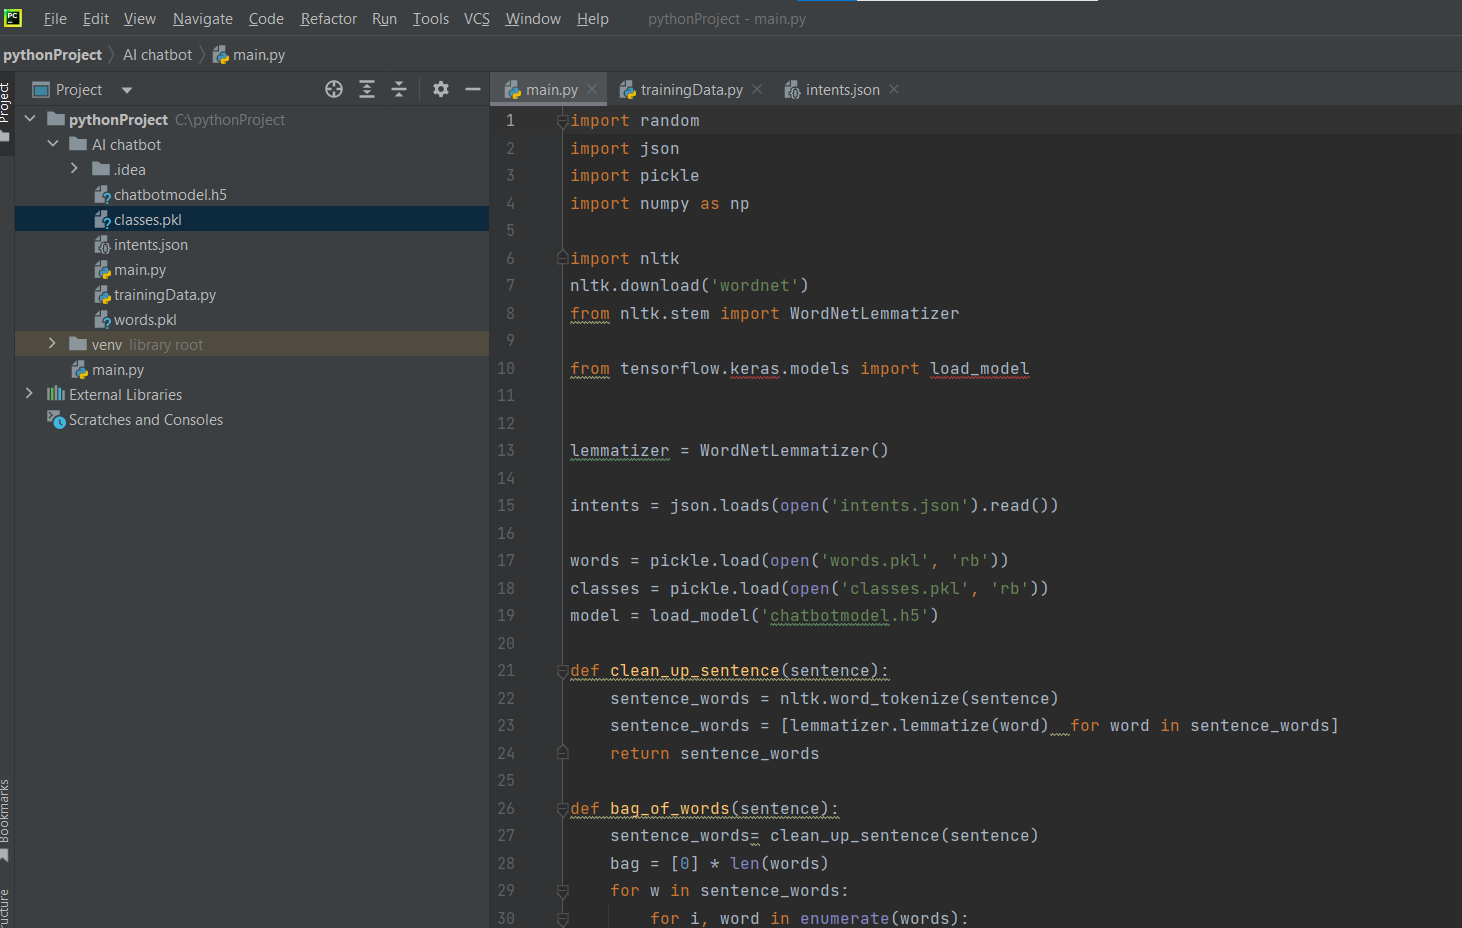 PC
File Edit View Navigate Code Refactor Run Tools VCS Window Help pythonProject - main.py
pythonProject AI chatbot main.py
Project
Project
main.py trainingData.py intents.json
pythonProject C:\pythonProject
AI chatbot
.idea
chatbotmodel.h5
classes.pkl
intents.json
main.py
trainingData.py
words.pkl
venv library root
main.py
External Libraries
Scratches and Consoles
Bookmarks
ructure
1 import random
2 import json
3 import pickle
4 import numpy as np
5
6 import nltk
7 nltk.download('wordnet')
8 from nltk.stem import WordNetLemmatizer
9
10 from tensorflow.keras.models import load_model
11
12
13 lemmatizer = WordNetLemmatizer()
14
15 intents = json.loads(open('intents.json').read())
16
17 words = pickle.load(open('words.pkl', 'rb'))
18 classes = pickle.load(open('classes.pkl', 'rb'))
19 model = load_model('chatbotmodel.h5')
20
21 def clean_up_sentence(sentence):
22 sentence_words = nltk.word_tokenize(sentence)
23 sentence_words = [lemmatizer.lemmatize(word)  for word in sentence_words]
24 return sentence_words
25
26 def bag_of_words(sentence):
27 sentence_words= clean_up_sentence(sentence)
28 bag = [0] * len(words)
29 for w in sentence_words:
30 for i, word in enumerate(words):